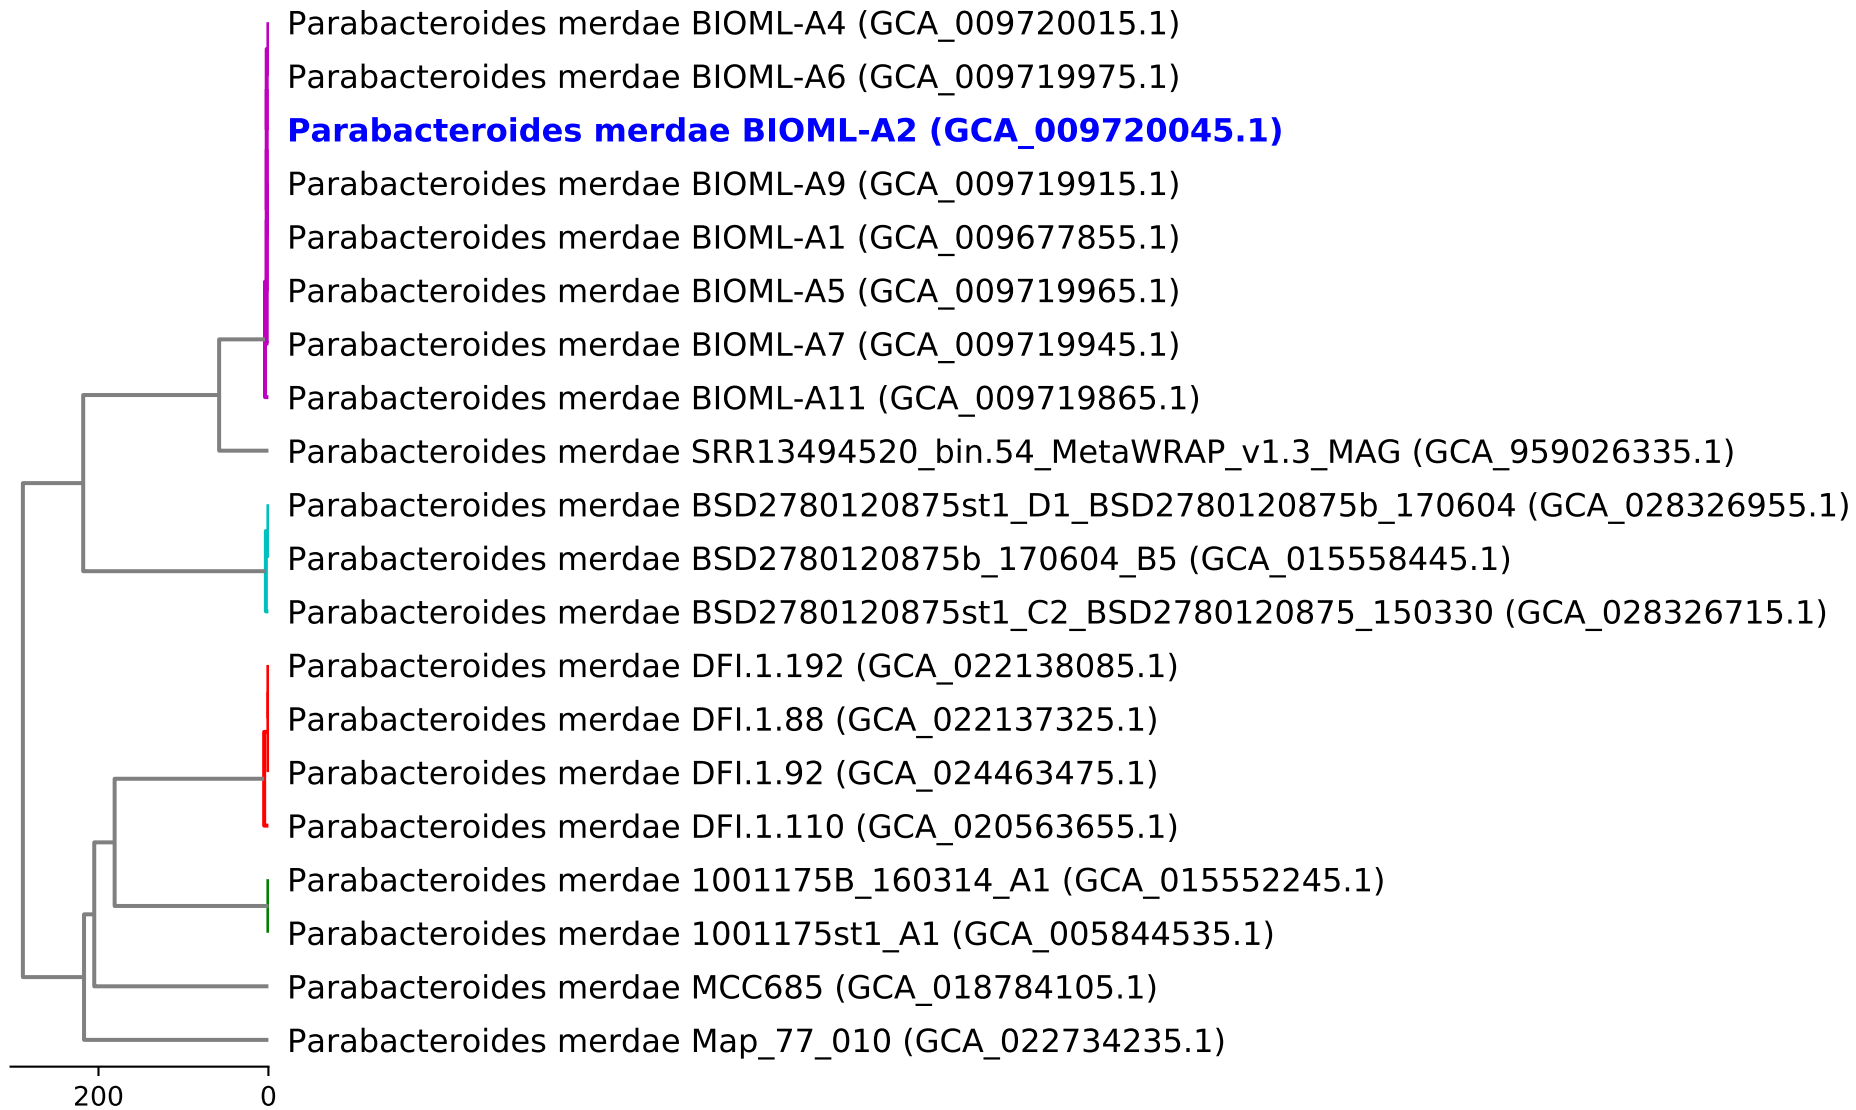 Parabacteroides merdae BIOML-A4 (GCA_009720015.1)
Parabacteroides merdae BIOML-A6 (GCA_009719975.1)
Parabacteroides merdae BIOML-A2 (GCA_009720045.1)
Parabacteroides merdae BIOML-A9 (GCA_009719915.1)
Parabacteroides merdae BIOML-A1 (GCA_009677855.1)
Parabacteroides merdae BIOML-A5 (GCA_009719965.1)
Parabacteroides merdae BIOML-A7 (GCA_009719945.1)
Parabacteroides merdae BIOML-A11 (GCA_009719865.1)
Parabacteroides merdae SRR13494520_bin.54_MetaWRAP_v1.3_MAG (GCA_959026335.1)
Parabacteroides merdae BSD2780120875st1_D1_BSD2780120875b_170604 (GCA_028326955.1)
Parabacteroides merdae BSD2780120875b_170604_B5 (GCA_015558445.1)
Parabacteroides merdae BSD2780120875st1_C2_BSD2780120875_150330 (GCA_028326715.1)
Parabacteroides merdae DFI.1.192 (GCA_022138085.1)
Parabacteroides merdae DFI.1.88 (GCA_022137325.1)
Parabacteroides merdae DFI.1.92 (GCA_024463475.1)
Parabacteroides merdae DFI.1.110 (GCA_020563655.1)
Parabacteroides merdae 1001175B_160314_A1 (GCA_015552245.1)
Parabacteroides merdae 1001175st1_A1 (GCA_005844535.1)
Parabacteroides merdae MCC685 (GCA_018784105.1)
Parabacteroides merdae Map_77_010 (GCA_022734235.1)
200 0